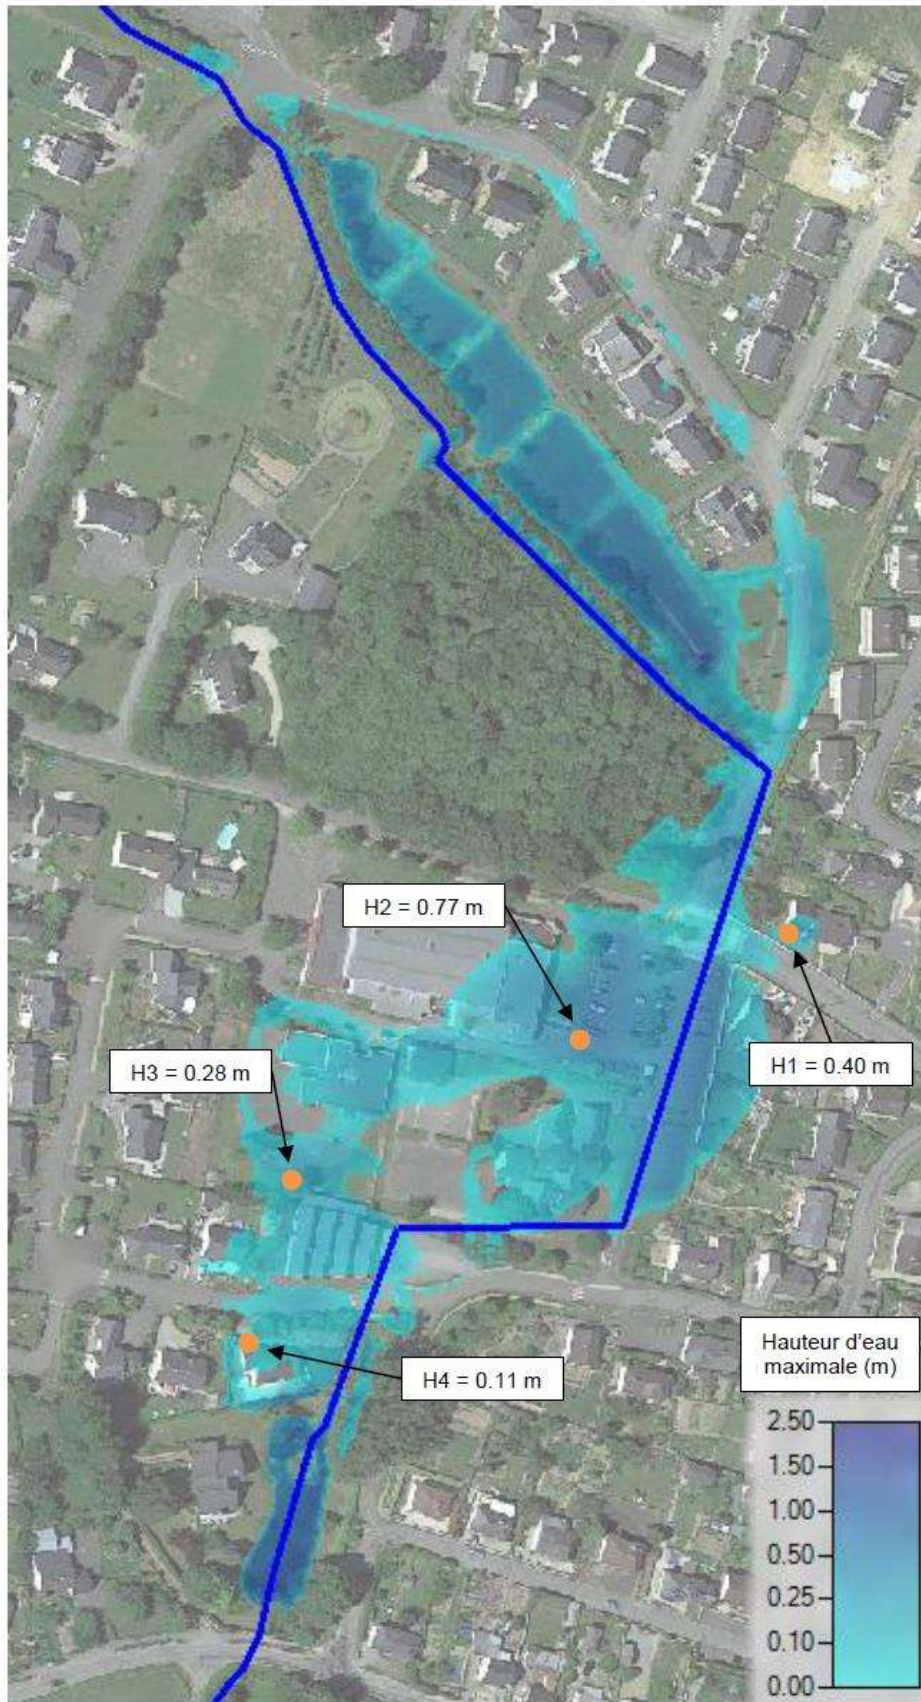 H2 = 0.77 m
H1 = 0.40 m
H3 = 0.28 m
H4 = 0.11 m
Hauteur d'eau
maximale (m)
2.50
1.50
1.00
0.50
0.25
0.10
0.00